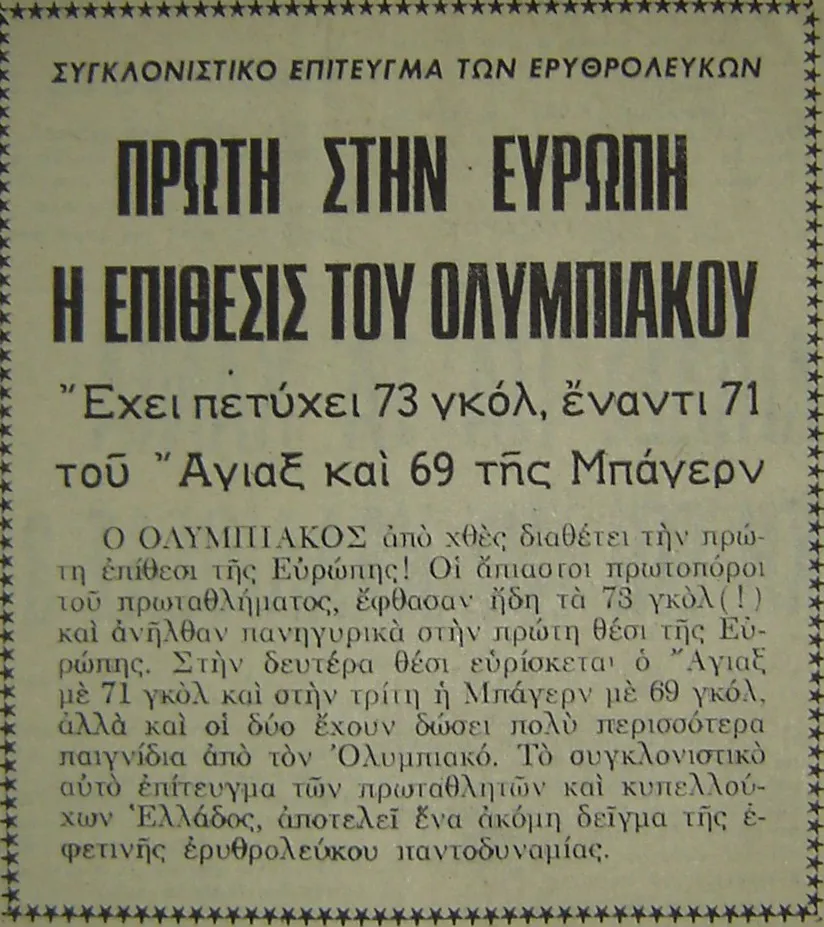 ΣΥΓΚΛΟΝΙΣΤΙΚΟ ΕΠΙΤΕΥΓΜΑ ΤΩΝ ΕΡΥΘΡΟΛΕΥΚΩΝ
ΠΡΩΤΗ ΣΤΗΝ ΕΥΡΩΠΗ
Η ΕΠΙΘΕΣΙΣ ΤΟΥ ΟΛΥΜΠΙΑΚΟΥ
Ἔχει πετύχει 73 γκόλ, ἔναντι 71
τοῦ Ἄγιαξ καὶ 69 τῆς Μπάγερν
Ο ΟΛΥΜΠΙΑΚΟΣ ἀπὸ χθὲς διαθέτει τὴν πρώ-
τη ἐπίθεσι τῆς Εὐρώπης! Οἱ ἄπιαστοι πρωτοπόροι
τοῦ πρωταθλήματος, ἔφθασαν ἤδη τὰ 73 γκὸλ(!)
καὶ ἀνῆλθαν πανηγυρικὰ στὴν πρώτη θέσι τῆς Εὐ-
ρώπης. Στὴν δευτέρα θέσι εὑρίσκεται ὁ Ἄγιαξ
μὲ 71 γκὸλ καὶ στὴν τρίτη ἡ Μπάγερν μὲ 69 γκόλ,
ἀλλὰ καὶ οἱ δύο ἔχουν δώσει πολὺ περισσότερα
παιγνίδια ἀπὸ τὸν Ὀλυμπιακό. Τὸ συγκλονιστικὸ
αὐτὸ ἐπίτευγμα τῶν πρωταθλητῶν καὶ κυπελλού-
χων Ἑλλάδος, ἀποτελεῖ ἕνα ἀκόμη δεῖγμα τῆς ἐ-
φετινῆς ἐρυθρολεύκου παντοδυναμίας.